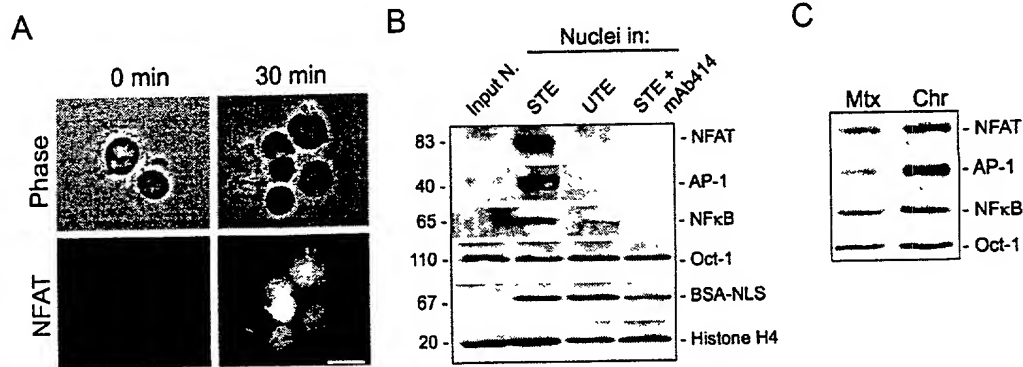 A
0 min
30 min
Phase
NFAT
B
Nuclei in:
Input N.
STE
UTE
STE +
mAb414
83 -
- NFAT
40 -
- AP-1
65 -
- NFκB
110 -
- Oct-1
67 -
- BSA-NLS
20 -
- Histone H4
C
Mtx
Chr
- NFAT
- AP-1
- NFκB
- Oct-1